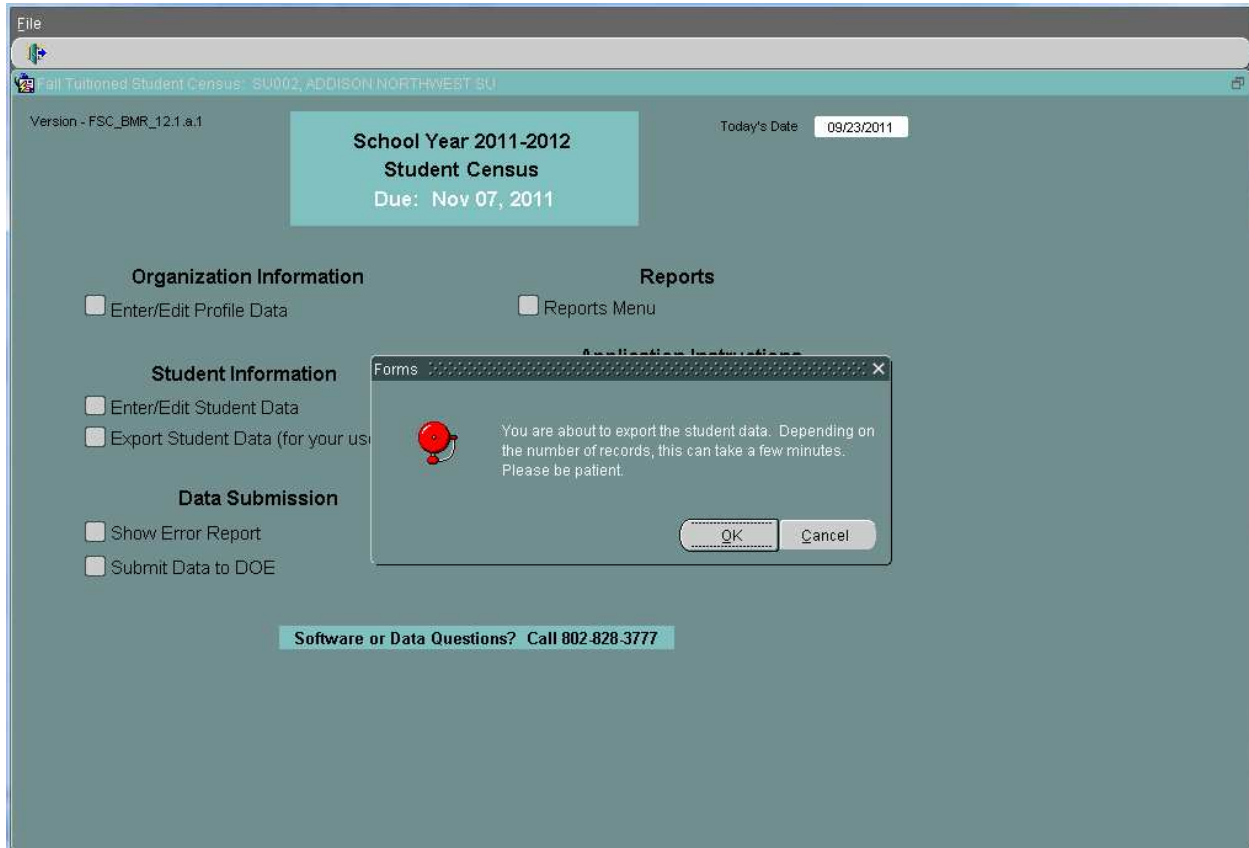 File
Fall Tuitioned Student Census: SU002, ADDISON NORTHWEST SU
Version - FSC_BMR_12.1.a.1
School Year 2011-2012
Student Census
Due: Nov 07, 2011
Today's Date 09/23/2011
Organization Information
Enter/Edit Profile Data
Reports
Reports Menu
Application Instructions
Student Information
Enter/Edit Student Data
Export Student Data (for your use
Data Submission
Show Error Report
Submit Data to DOE
Forms
You are about to export the student data. Depending on
the number of records, this can take a few minutes.
Please be patient.
OK
Cancel
Software or Data Questions? Call 802-828-3777